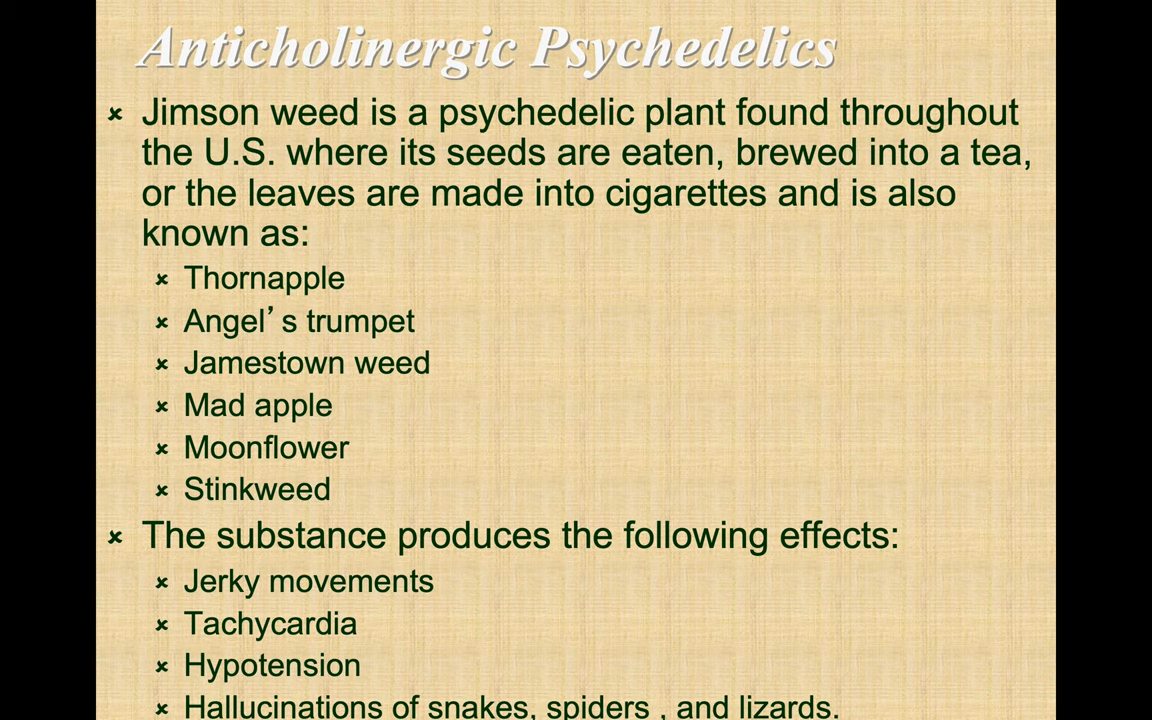 Anticholinergic Psychedelics
Jimson weed is a psychedelic plant found throughout
the U.S. where its seeds are eaten, brewed into a tea,
or the leaves are made into cigarettes and is also
known as:
Thornapple
Angel’s trumpet
Jamestown weed
Mad apple
Moonflower
Stinkweed
The substance produces the following effects:
Jerky movements
Tachycardia
Hypotension
Hallucinations of snakes, spiders , and lizards.